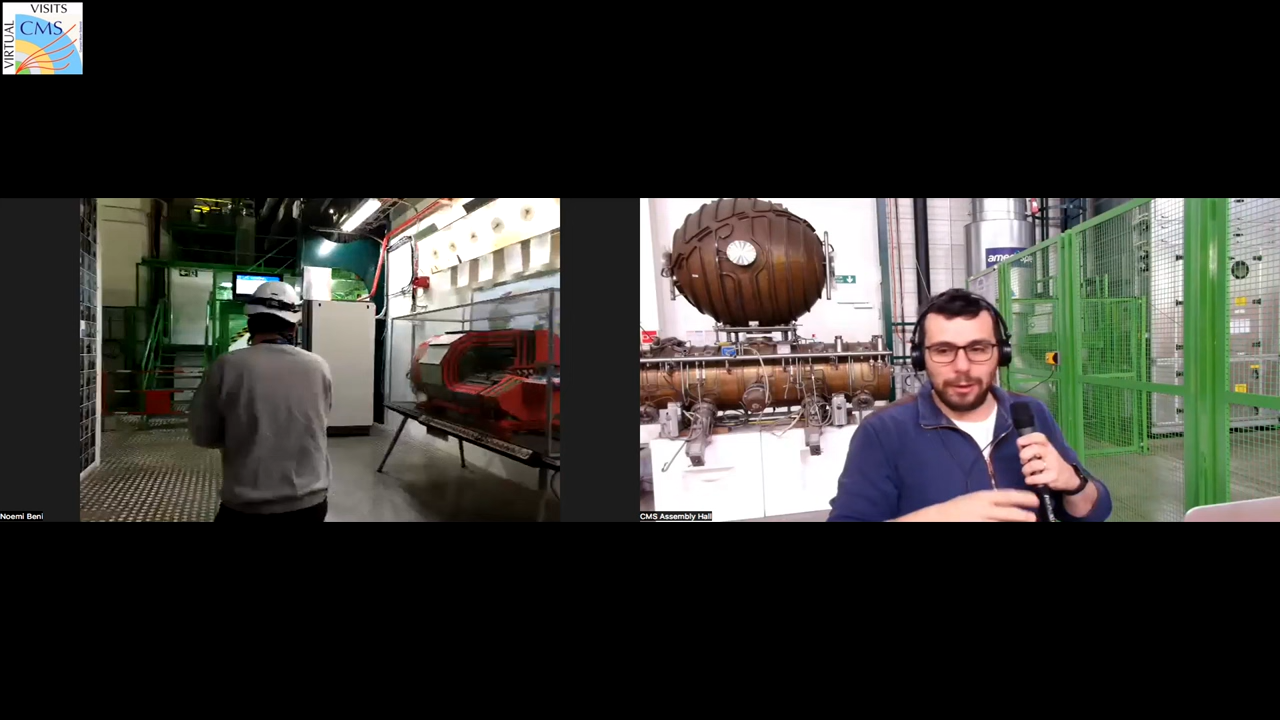 VISITS
CMS
VIRTUAL
Noemi Beni
CMS Assembly Hall